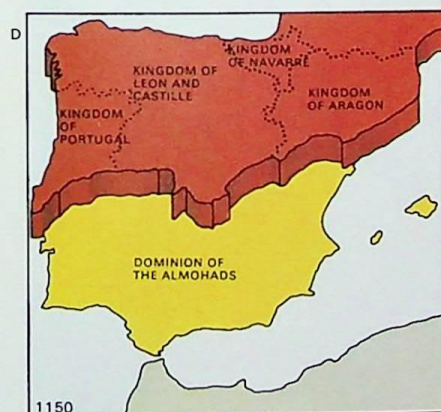 D
KINGDOM OF
LEON AND
CASTILLE
KINGDOM
OF NAVARRE
KINGDOM
OF ARAGON
KINGDOM
OF
PORTUGAL
DOMINION OF
THE ALMOHADS
1150